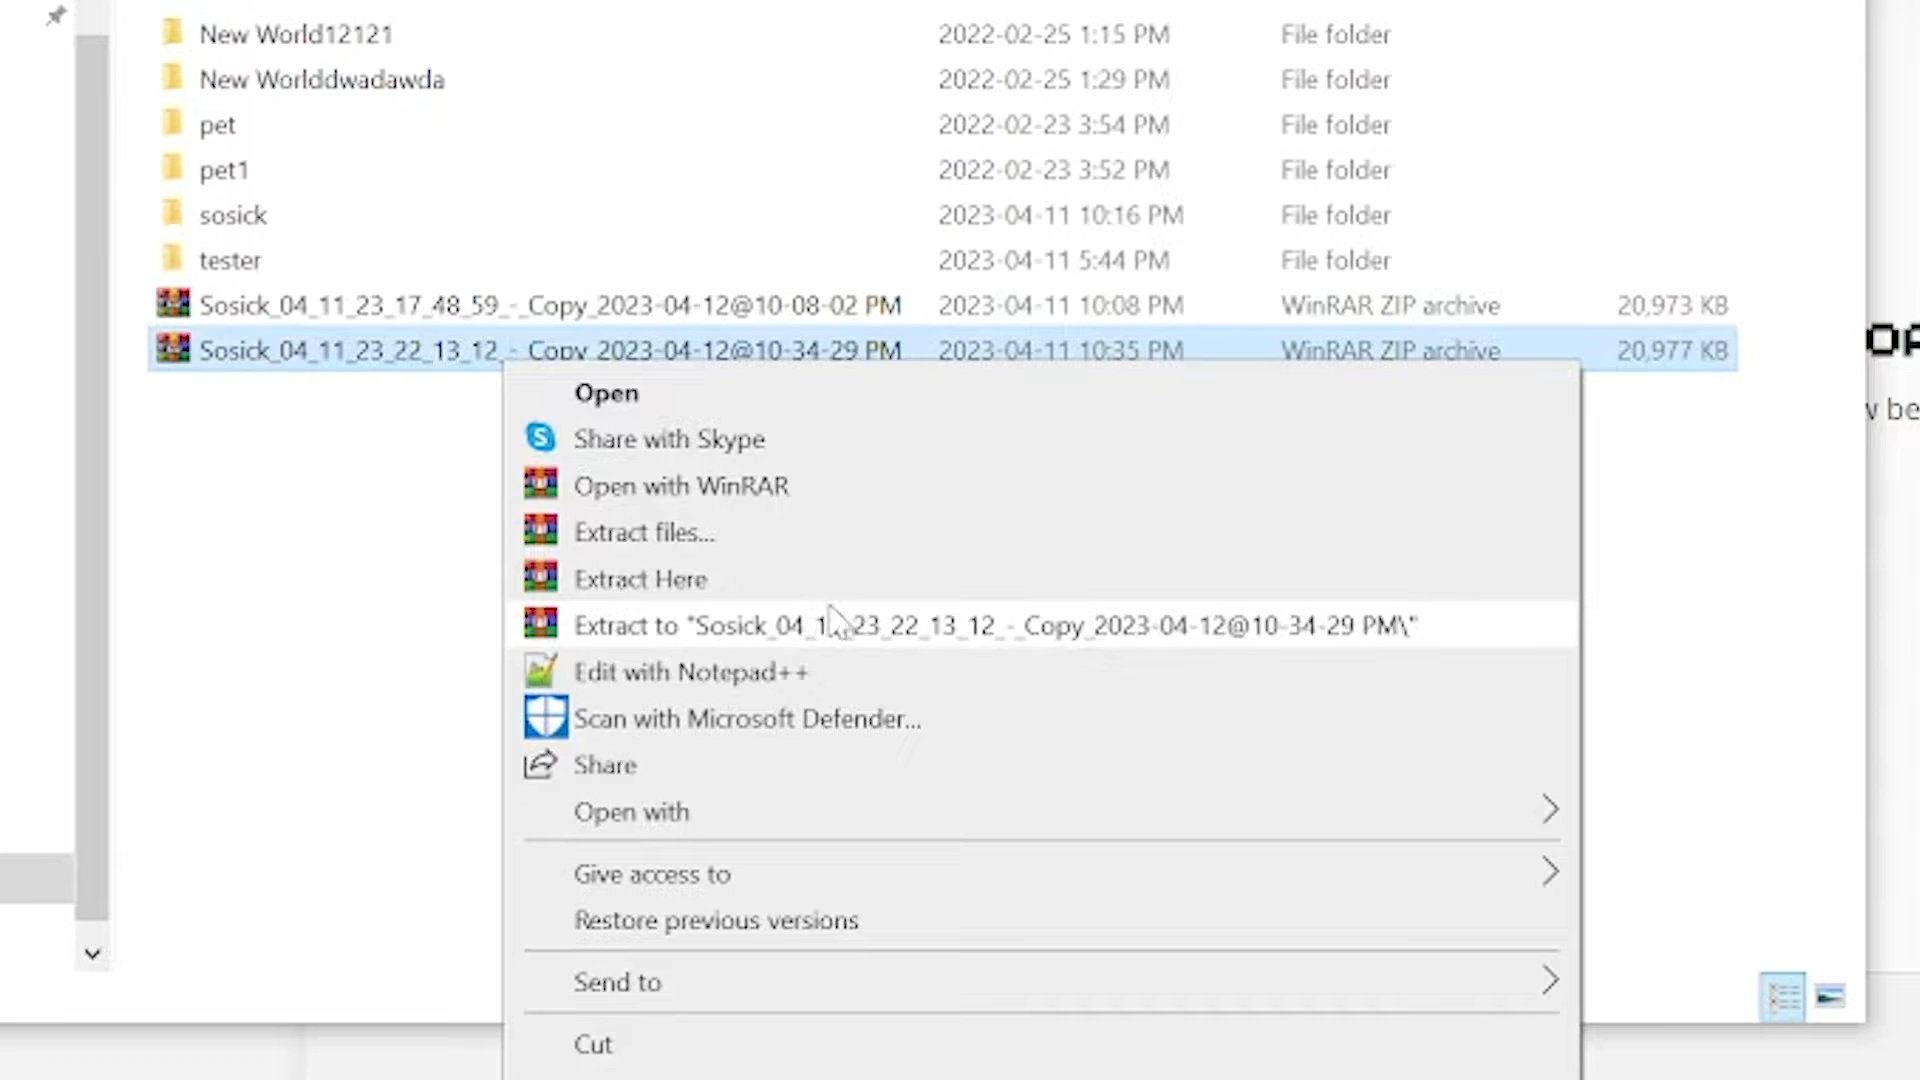 New World12121 2022-02-25 1:15 PM File folder
New Worlddwadawda 2022-02-25 1:29 PM File folder
pet 2022-02-23 3:54 PM File folder
pet1 2022-02-23 3:52 PM File folder
sosick 2023-04-11 10:16 PM File folder
tester 2023-04-11 5:44 PM File folder
Sosick_04_11_23_17_48_59_-_Copy_2023-04-12@10-08-02 PM 2023-04-11 10:08 PM WinRAR ZIP archive 20,973 KB
Sosick_04_11_23_22_13_12_-_Copy_2023-04-12@10-34-29 PM 2023-04-11 10:35 PM WinRAR ZIP archive 20,977 KB
Open
Share with Skype
Open with WinRAR
Extract files...
Extract Here
Extract to "Sosick_04_11_23_22_13_12_-_Copy_2023-04-12@10-34-29 PM\"
Edit with Notepad++
Scan with Microsoft Defender...
Share
Open with
Give access to
Restore previous versions
Send to
Cut